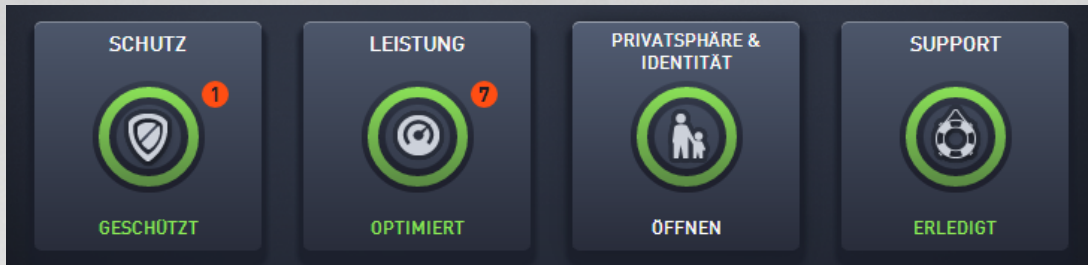 SCHUTZ
1
GESCHÜTZT
LEISTUNG
7
OPTIMIERT
PRIVATSPHÄRE &
IDENTITÄT
ÖFFNEN
SUPPORT
ERLEDIGT